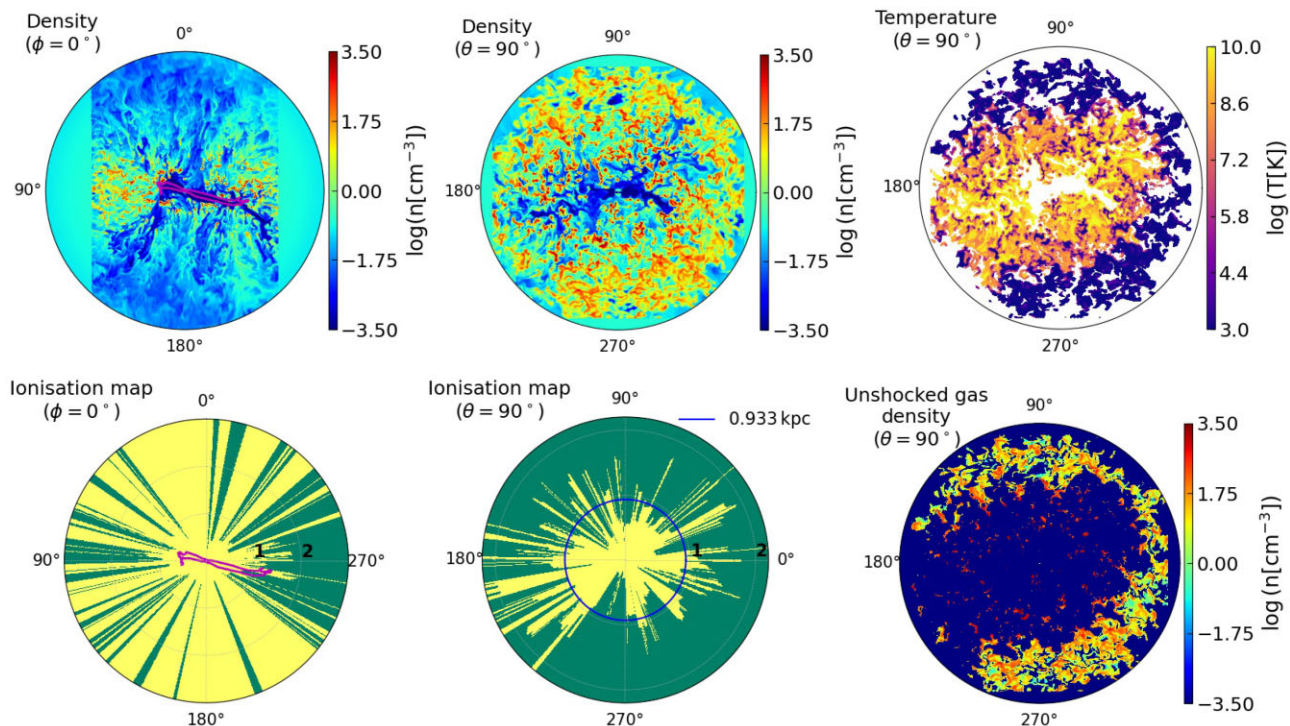 Density
(ϕ = 0°)
0°
90°
180°
3.50
1.75
0.00
−1.75
−3.50
log(n[cm⁻³])
Density
(θ = 90°)
90°
180°
270°
3.50
1.75
0.00
−1.75
−3.50
log(n[cm⁻³])
Temperature
(θ = 90°)
90°
180°
270°
10.0
8.6
7.2
5.8
4.4
3.0
log(T[K])
Ionisation map
(ϕ = 0°)
0°
90°
1
2
270°
180°
Ionisation map
(θ = 90°)
90°
0.933 kpc
180°
1
2
0°
270°
Unshocked gas
density
(θ = 90°)
90°
180°
270°
3.50
1.75
0.00
−1.75
−3.50
log(n[cm⁻³])